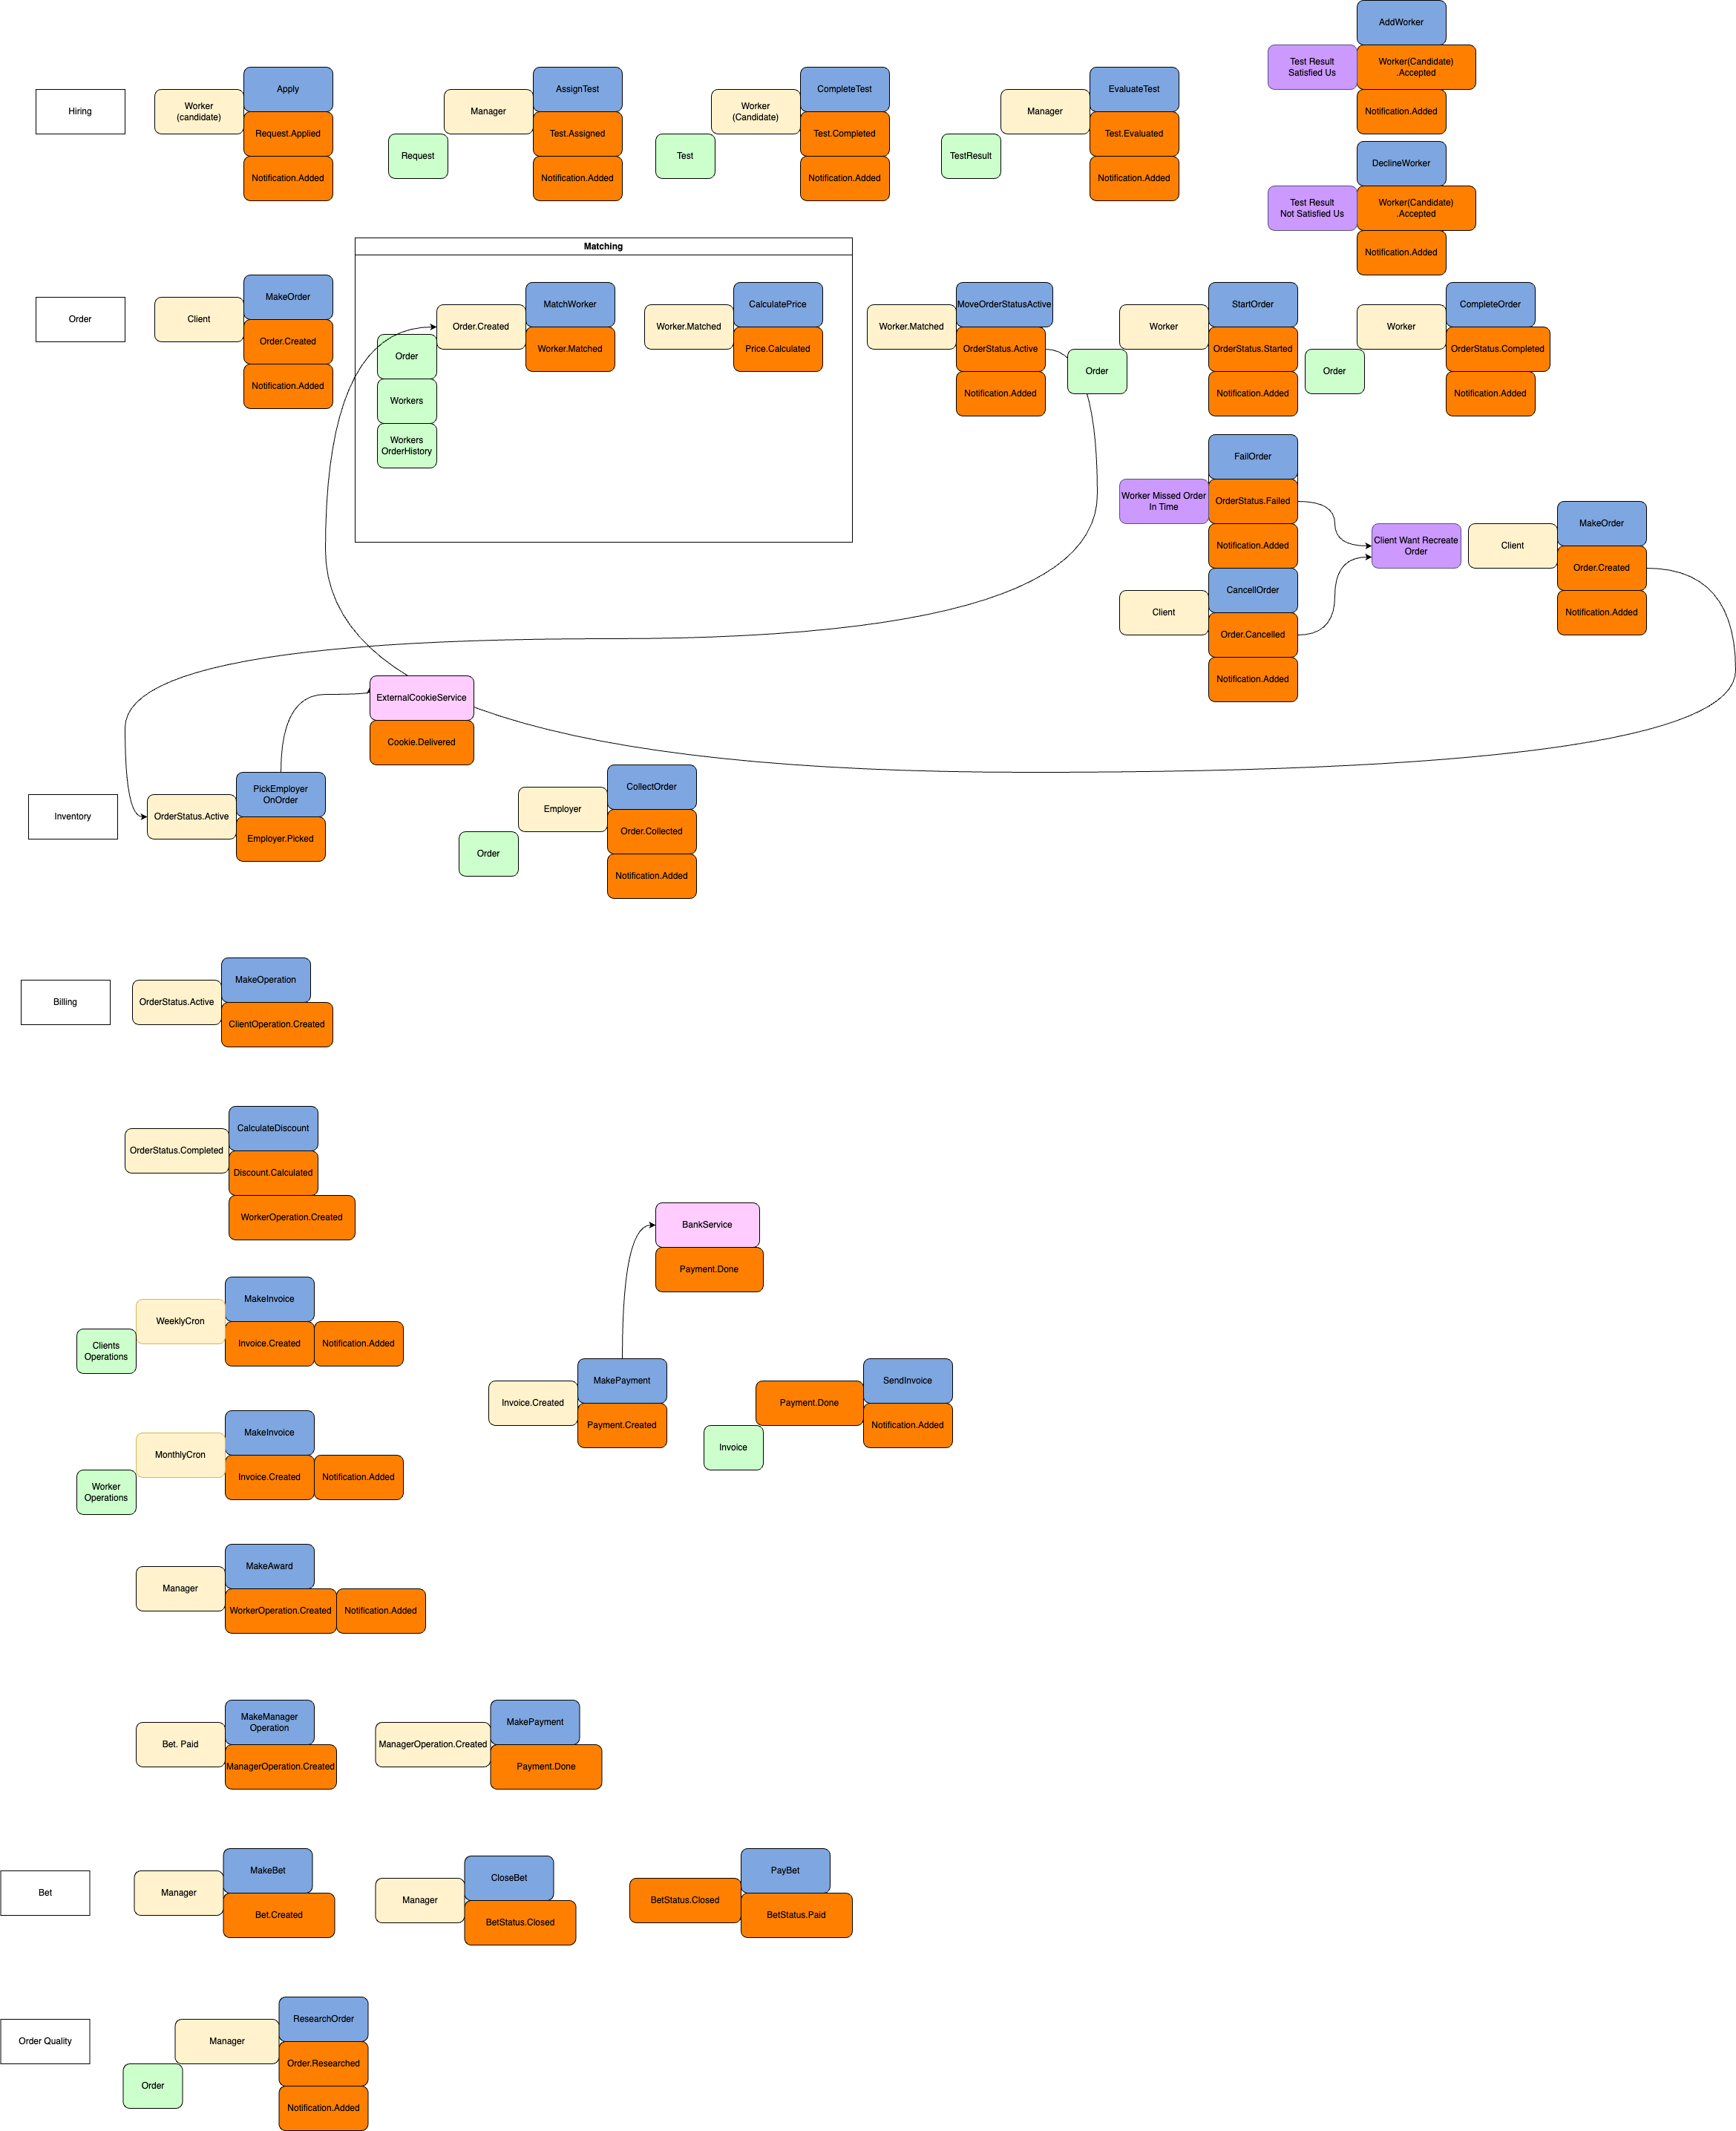 AddWorker
Test Result
Satisfied Us
Worker(Candidate)
.Accepted
Notification.Added
Hiring
Worker
(candidate)
Apply
Request.Applied
Notification.Added
Request
Manager
AssignTest
Test.Assigned
Notification.Added
Test
Worker
(Candidate)
CompleteTest
Test.Completed
Notification.Added
TestResult
Manager
EvaluateTest
Test.Evaluated
Notification.Added
DeclineWorker
Test Result
Not Satisfied Us
Worker(Candidate)
.Accepted
Notification.Added
Order
Client
MakeOrder
Order.Created
Notification.Added
Matching
Order.Created
Order
Workers
Workers
OrderHistory
MatchWorker
Worker.Matched
Worker.Matched
CalculatePrice
Price.Calculated
Worker.Matched
MoveOrderStatusActive
OrderStatus.Active
Notification.Added
Order
Worker
StartOrder
OrderStatus.Started
Notification.Added
Order
Worker
CompleteOrder
OrderStatus.Completed
Notification.Added
FailOrder
Worker Missed Order
In Time
OrderStatus.Failed
Notification.Added
Client
CancellOrder
Order.Cancelled
Notification.Added
Client Want Recreate
Order
Client
MakeOrder
Order.Created
Notification.Added
ExternalCookieService
Cookie.Delivered
Inventory
OrderStatus.Active
PickEmployer
OnOrder
Employer.Picked
Order
Employer
CollectOrder
Order.Collected
Notification.Added
Billing
OrderStatus.Active
MakeOperation
ClientOperation.Created
OrderStatus.Completed
CalculateDiscount
Discount.Calculated
WorkerOperation.Created
BankService
Payment.Done
Clients
Operations
WeeklyCron
MakeInvoice
Invoice.Created
Notification.Added
Invoice.Created
MakePayment
Payment.Created
Invoice
Payment.Done
SendInvoice
Notification.Added
Worker
Operations
MonthlyCron
MakeInvoice
Invoice.Created
Notification.Added
Manager
MakeAward
WorkerOperation.Created
Notification.Added
Bet. Paid
MakeManager
Operation
ManagerOperation.Created
ManagerOperation.Created
MakePayment
Payment.Done
Bet
Manager
MakeBet
Bet.Created
Manager
CloseBet
BetStatus.Closed
BetStatus.Closed
PayBet
BetStatus.Paid
Order Quality
Order
Manager
ResearchOrder
Order.Researched
Notification.Added